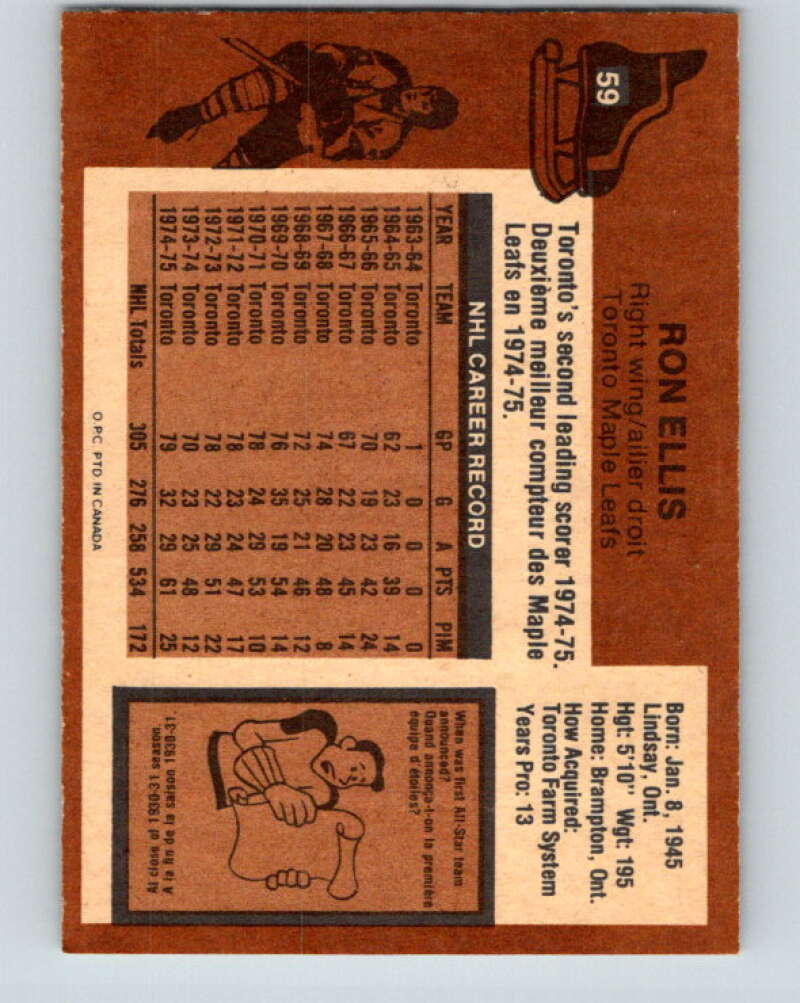 59
RON ELLIS
Right wing/ailier droit
Toronto Maple Leafs
Toronto's second leading scorer 1974-75.
Deuxième meilleur compteur des Maple
Leafs en 1974-75.
Born: Jan. 8, 1945
Lindsay, Ont.
Hgt: 5'10" Wgt: 195
Home: Brampton, Ont.
How Acquired:
Toronto Farm System
Years Pro: 13
NHL CAREER RECORD
YEAR TEAM GP G A PTS PIM
1963-64 Toronto 1 0 0 0 0
1964-65 Toronto 62 23 16 39 14
1965-66 Toronto 70 19 23 42 24
1966-67 Toronto 67 22 23 45 14
1967-68 Toronto 74 28 20 48 8
1968-69 Toronto 72 25 21 46 12
1969-70 Toronto 76 35 19 54 14
1970-71 Toronto 78 24 29 53 10
1971-72 Toronto 78 23 24 47 17
1972-73 Toronto 78 22 29 51 22
1973-74 Toronto 70 23 25 48 12
1974-75 Toronto 79 32 29 61 25
NHL Totals 305 276 258 534 172
When was first All-Star team
announced?
Quand annonça-t-on la première
équipe d'étoiles?
At close of 1930-31 season.
A la fin de la saison 1930-31.
O.P.C. PTD IN CANADA